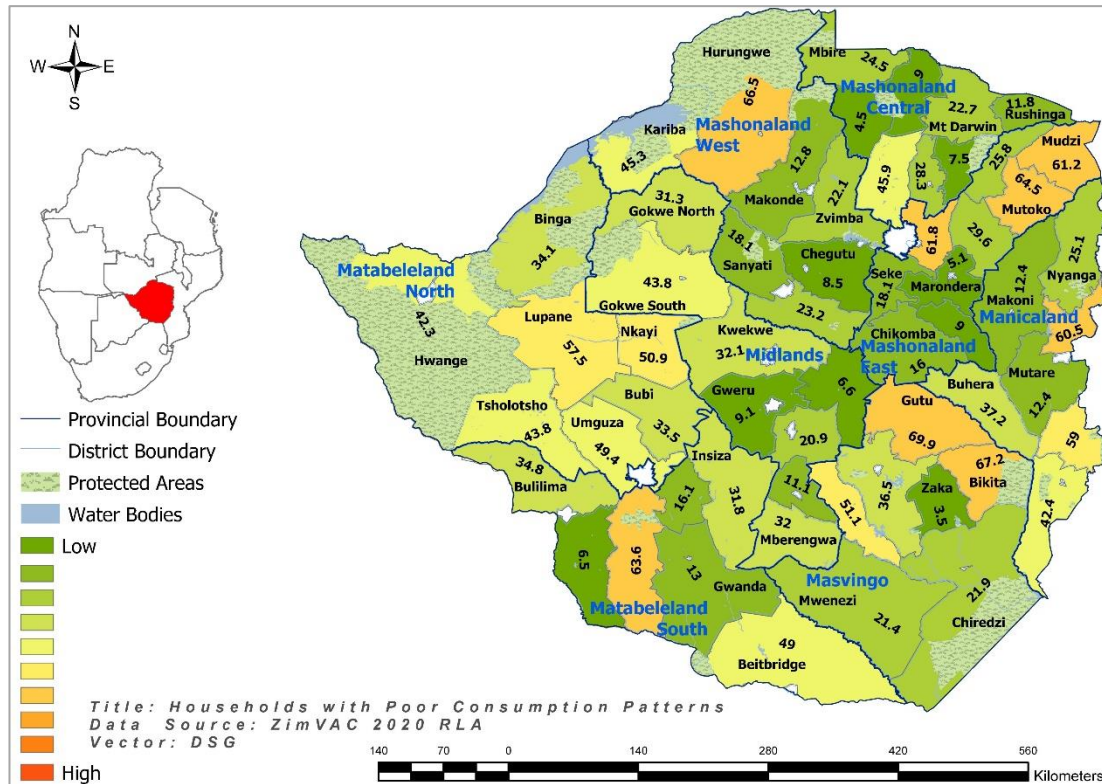 N
W E
S
Provincial Boundary
District Boundary
Protected Areas
Water Bodies
Low
High
Title: Households with Poor Consumption Patterns
Data Source: ZimVAC 2020 RLA
Vector: DSG
140 70 0 140 280 420 560
Kilometers
Hurungwe
66.5
Mbire
24.5
9
Mashonaland
Central
4.5
22.7
Mt Darwin
11.8
Rushinga
Kariba
45.3
Mashonaland
West
12.8
Makonde
22.1
Zvimba
45.9
28.3
7.5
25.8
Mudzi
61.2
64.5
Mutoko
31.3
Gokwe North
Binga
34.1
18.1
Sanyati
Chegutu
8.5
61.8
29.6
Seke
18.1
5.1
Marondera
25.1
Nyanga
12.4
Makoni
Manicaland
60.5
Matabeleland
North
42.3
Hwange
43.8
Gokwe South
23.2
Chikomba
9
Mashonaland
East
16
Lupane
57.5
Nkayi
50.9
Kwekwe
32.1
Midlands
Mutare
12.4
Buhera
37.2
Gweru
9.1
6.6
Gutu
69.9
Tsholotsho
43.8
Bubi
33.5
Umguza
49.4
20.9
59
Insiza
31.8
67.2
Bikita
34.8
Bulilima
16.1
11.1
51.1
36.5
Zaka
3.5
42.4
32
Mberengwa
6.5
63.6
13
Gwanda
Matabeleland
South
Masvingo
Mwenezi
21.4
21.9
Chiredzi
49
Beitbridge